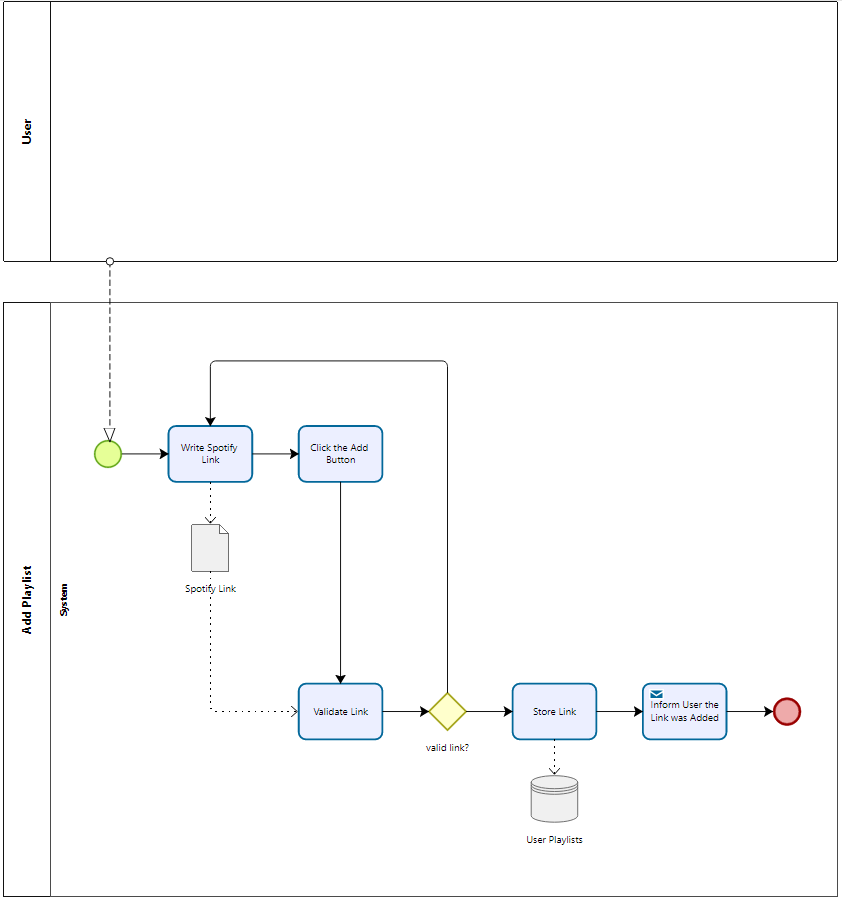 User
Add Playlist
System
Write Spotify
Link
Click the Add
Button
Spotify Link
Validate Link
valid link?
Store Link
Inform User the
Link was Added
User Playlists